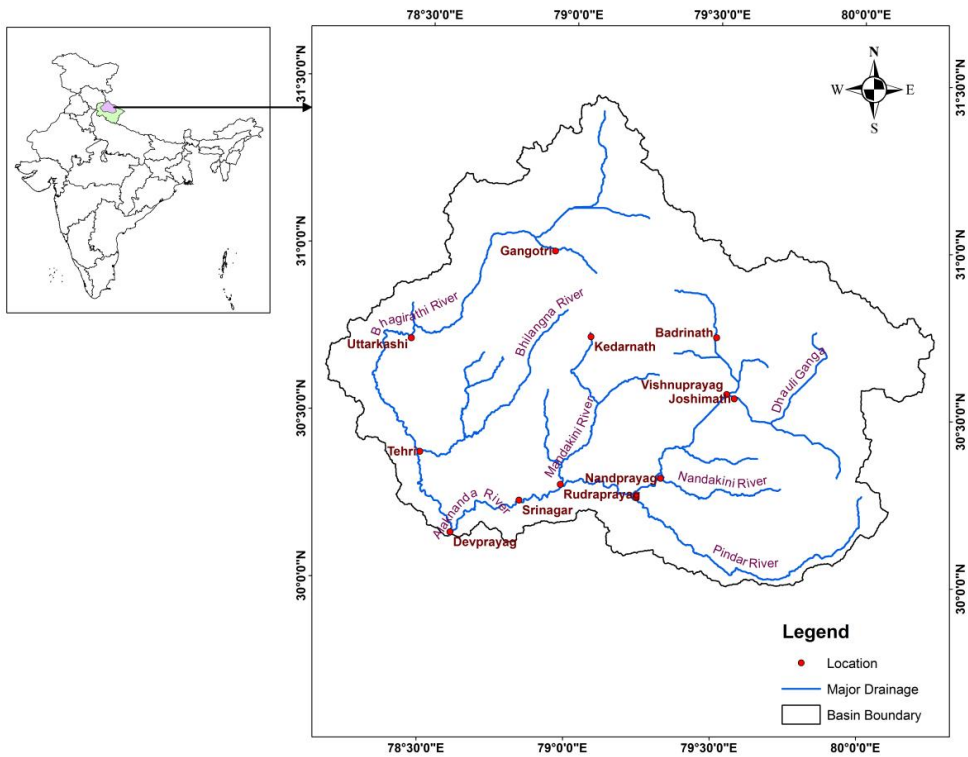 78°30'0"E 79°0'0"E 79°30'0"E 80°0'0"E
31°30'0"N
31°0'0"N
30°30'0"N
30°0'0"N
N
W E
S
31°30'0"N
31°0'0"N
30°30'0"N
30°0'0"N
Gangotri
Bhagirathi River
Uttarkashi
Bhilangna River
Kedarnath
Badrinath
Vishnuprayag
Joshimath
Dhauli Ganga
Tehri
Mandakini River
Nandprayag
Nandakini River
Rudraprayag
Alaknanda River
Srinagar
Devprayag
Pindar River
Legend
Location
Major Drainage
Basin Boundary
78°30'0"E 79°0'0"E 79°30'0"E 80°0'0"E